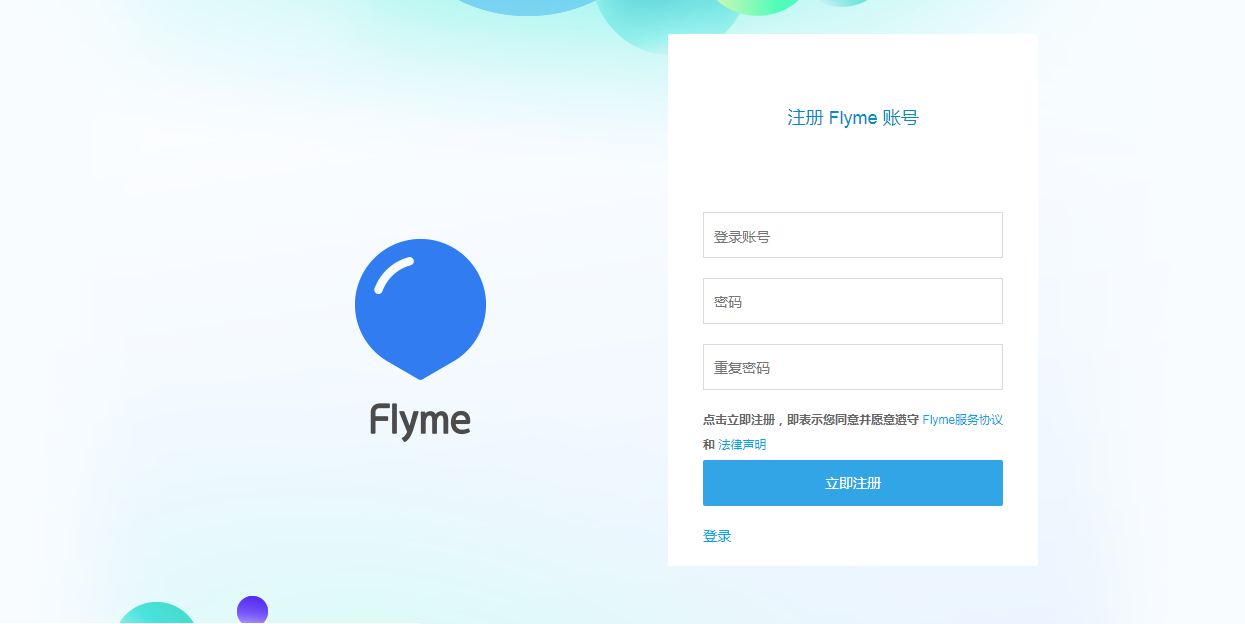 注册 Flyme 账号
登录账号
密码
重复密码
Flyme
点击立即注册，即表示您同意并愿意遵守 Flyme服务协议
和 法律声明
立即注册
登录